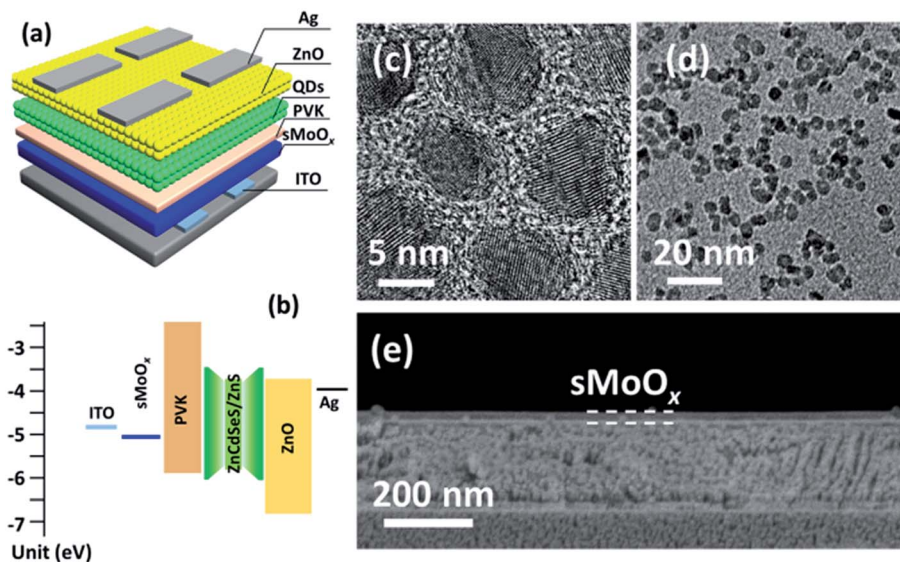 (a)
Ag
ZnO
QDs
PVK
sMoOₓ
ITO
(b)
-3
-4
-5
-6
-7
Unit (eV)
ITO
sMoOₓ
PVK
ZnCdSeS/ZnS
ZnO
Ag
(c)
5 nm
(d)
20 nm
(e)
sMoOₓ
200 nm